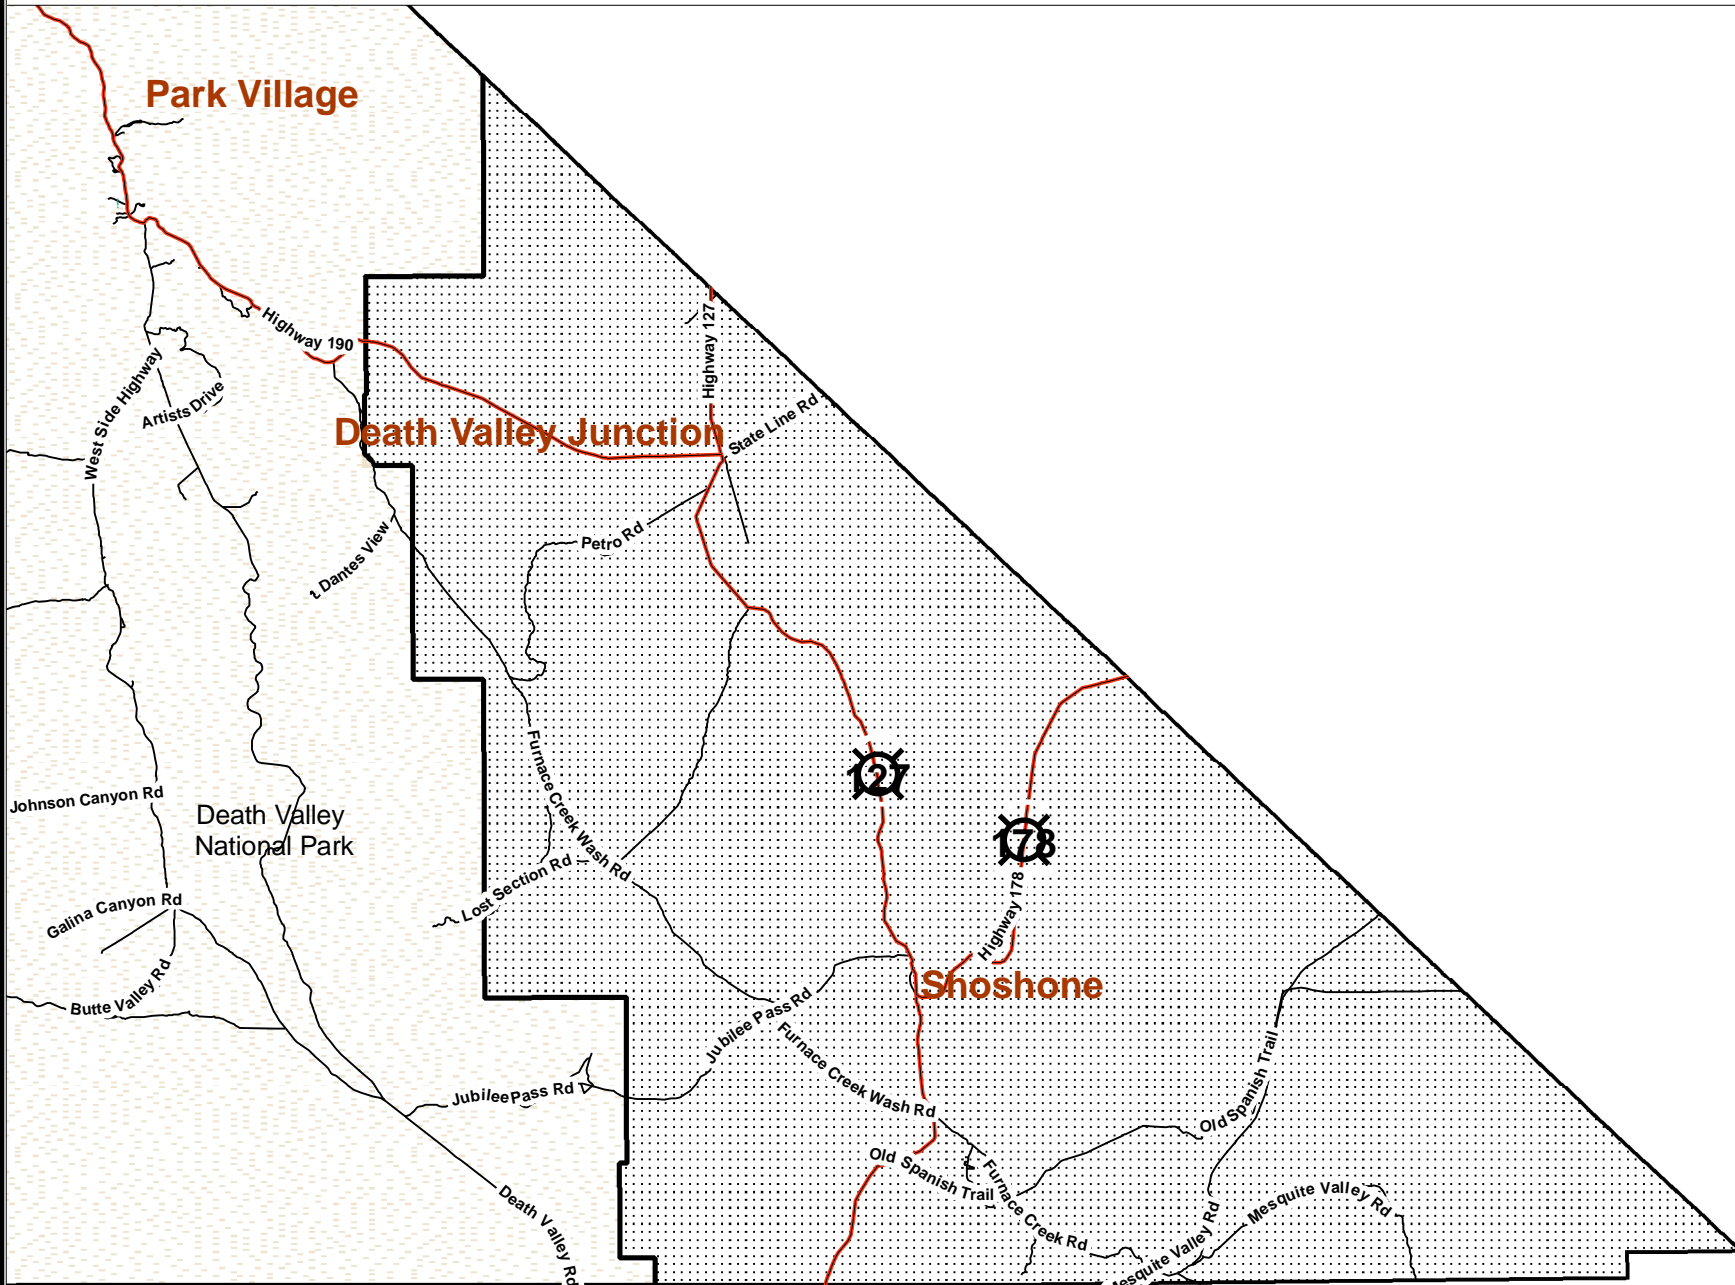 Park Village
Highway 190
Highway 127
West Side Highway
Artists Drive
Death Valley Junction
State Line Rd
Petro Rd
Dantes View
Furnace Creek Wash Rd
127
178
Johnson Canyon Rd
Death Valley
National Park
Lost Section Rd
Highway 178
Galina Canyon Rd
Butte Valley Rd
Shoshone
Jubilee Pass Rd
Furnace Creek Wash Rd
Jubilee Pass Rd
Old Spanish Trail
Old Spanish Trail
Furnace Creek Rd
Death Valley Rd
Mesquite Valley Rd
Mesquite Valley Rd